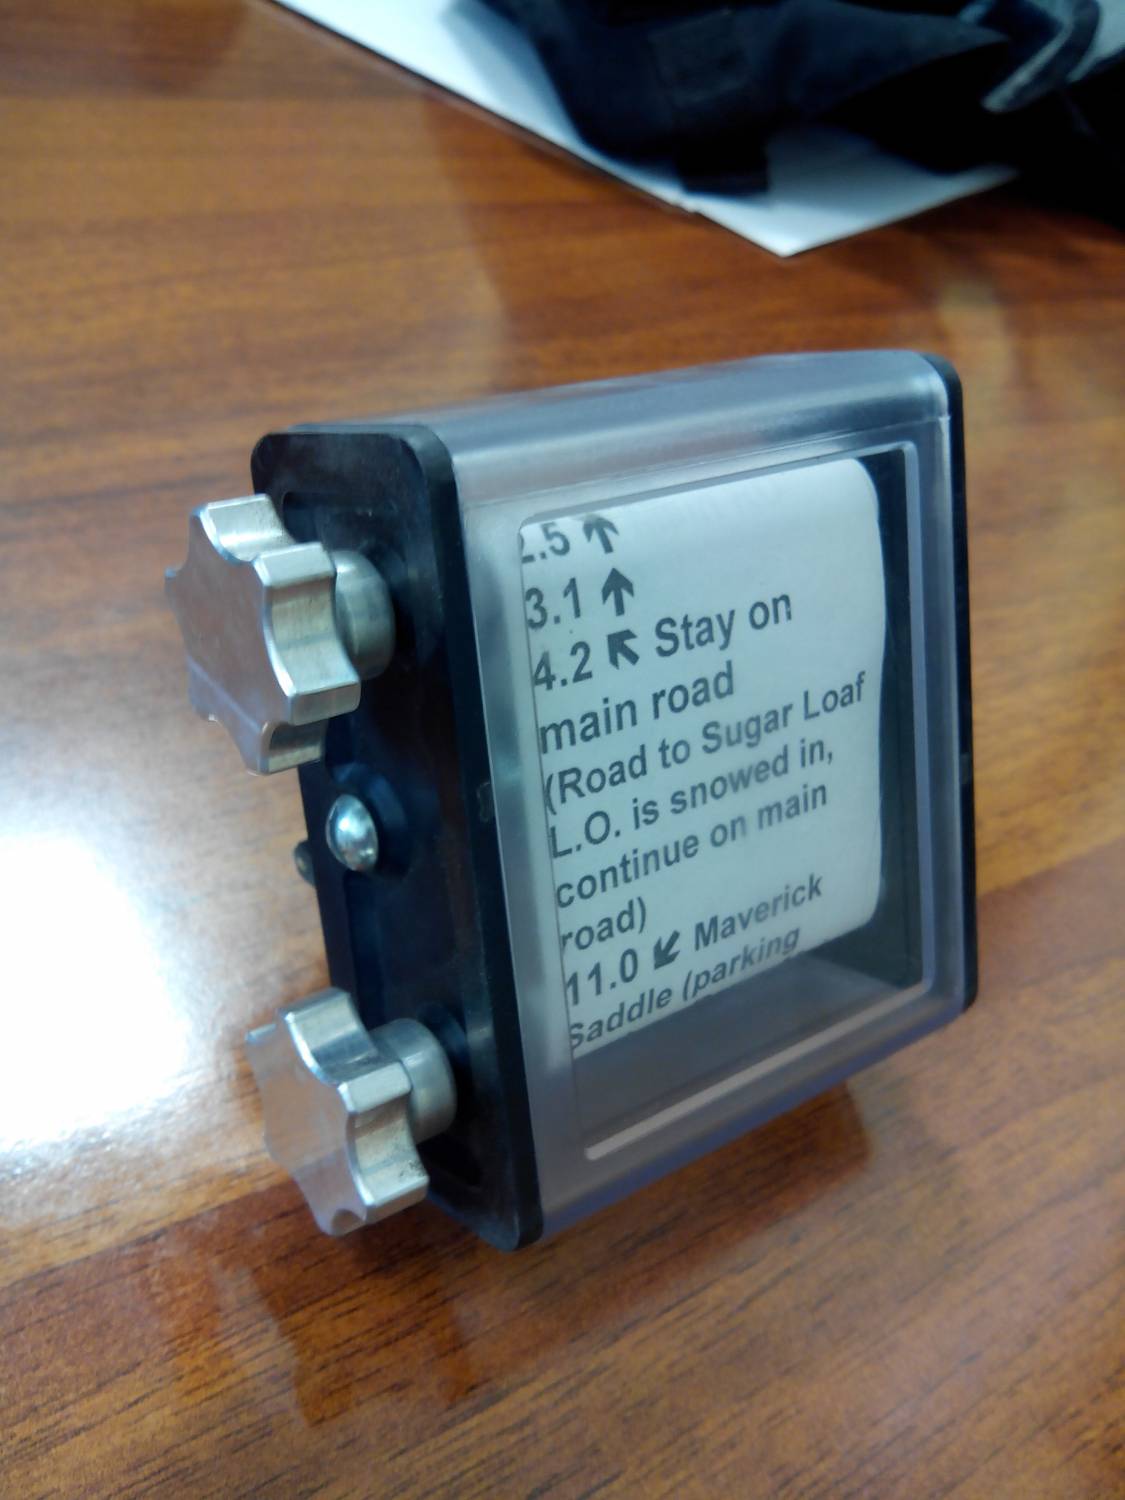 2.5 ↑
3.1 ↑
4.2 ↖ Stay on
main road
(Road to Sugar Loaf
L.O. is snowed in,
continue on main
road)
11.0 ↙ Maverick
Saddle (parking